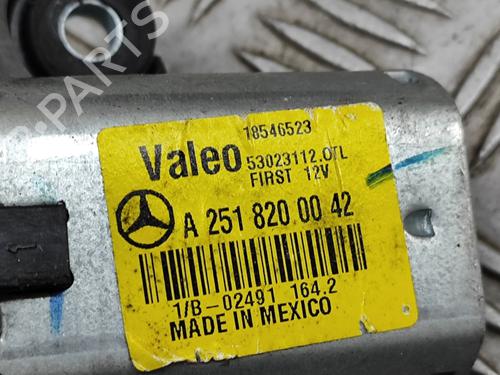 18546523
Valeo 53023112.OTL
FIRST 12V
A 251 820 00 42
1/B-02491 164.2
MADE IN MEXICO